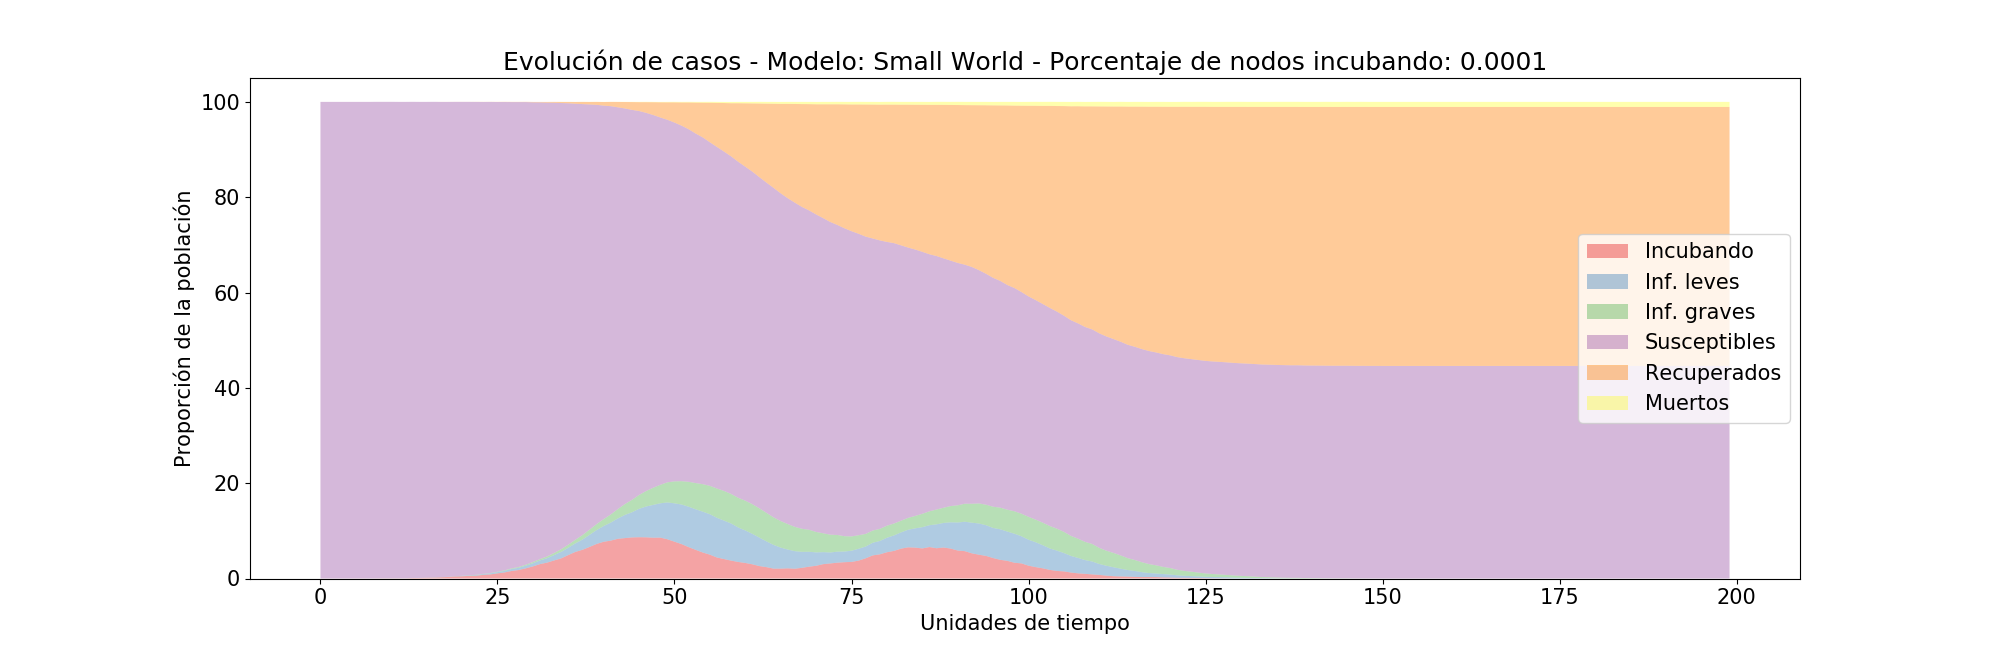 Evolución de casos - Modelo: Small World - Porcentaje de nodos incubando: 0.0001
Proporción de la población
100
80
60
40
20
0
Incubando
Inf. leves
Inf. graves
Susceptibles
Recuperados
Muertos
0 25 50 75 100 125 150 175 200
Unidades de tiempo